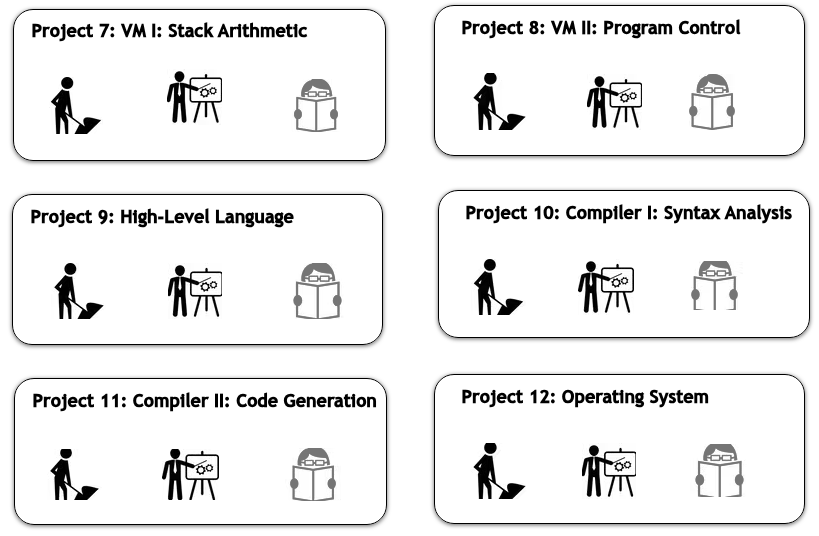 Project 7: VM I: Stack Arithmetic
Project 8: VM II: Program Control
Project 9: High-Level Language
Project 10: Compiler I: Syntax Analysis
Project 11: Compiler II: Code Generation
Project 12: Operating System